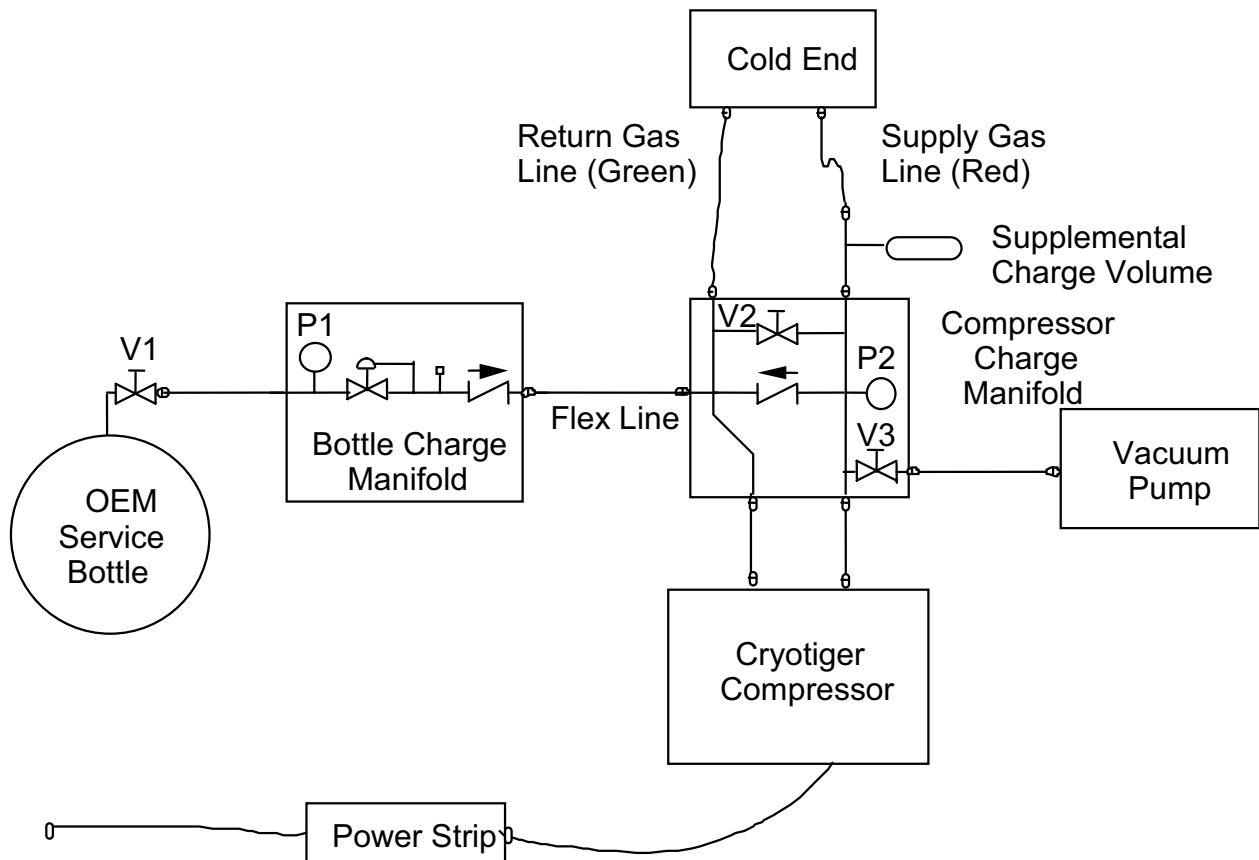 Cold End
Return Gas
Line (Green)
Supply Gas
Line (Red)
Supplemental
Charge Volume
V1
P1
Bottle Charge
Manifold
Flex Line
V2
P2
V3
Compressor
Charge
Manifold
OEM
Service
Bottle
Vacuum
Pump
Cryotiger
Compressor
Power Strip